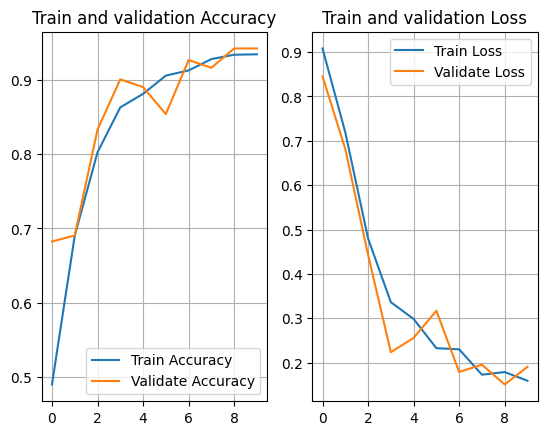 Train and validation Accuracy
0.9
0.8
0.7
0.6
0.5
Train Accuracy
Validate Accuracy
0 2 4 6 8
Train and validation Loss
0.9
0.8
0.7
0.6
0.5
0.4
0.3
0.2
Train Loss
Validate Loss
0 2 4 6 8